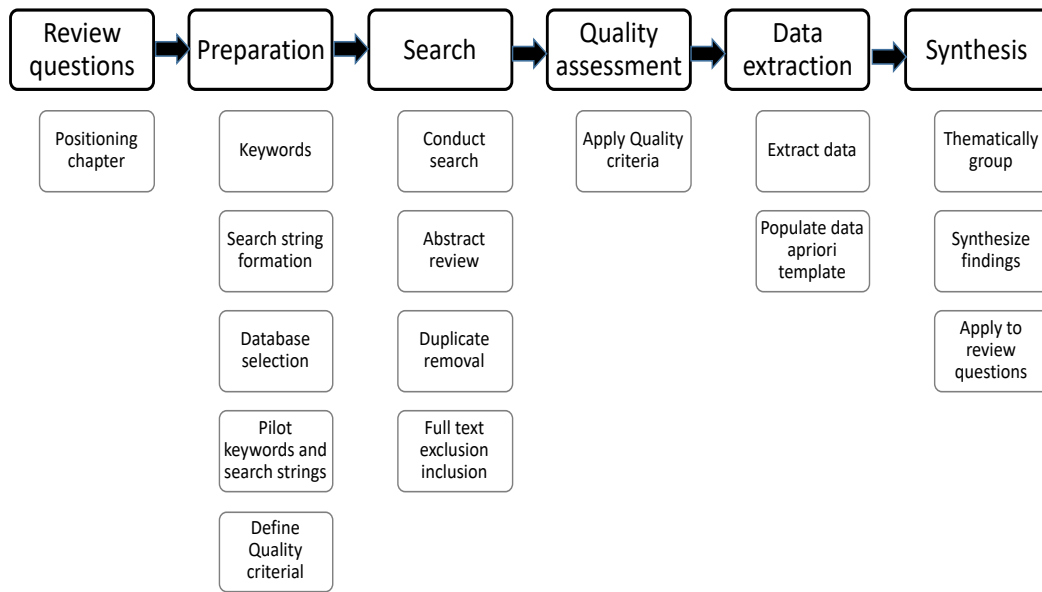 Review
questions
Preparation
Search
Quality
assessment
Data
extraction
Synthesis
Positioning
chapter
Keywords
Search string
formation
Database
selection
Pilot
keywords and
search strings
Define
Quality
criterial
Conduct
search
Abstract
review
Duplicate
removal
Full text
exclusion
inclusion
Apply Quality
criteria
Extract data
Populate data
apriori
template
Thematically
group
Synthesize
findings
Apply to
review
questions